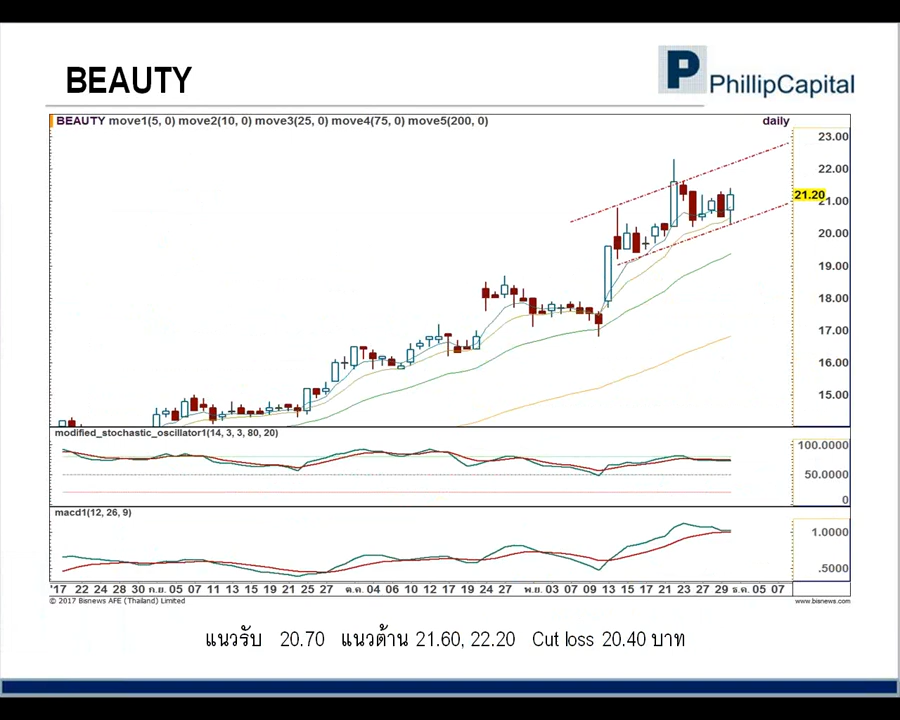 BEAUTY
P PhillipCapital
BEAUTY move1(5, 0) move2(10, 0) move3(25, 0) move4(75, 0) move5(200, 0) daily
23.00
22.00
21.20
21.00
20.00
19.00
18.00
17.00
16.00
15.00
modified_stochastic_oscillator1(14, 3, 3, 80, 20)
100.0000
50.0000
0
macd1(12, 26, 9)
1.0000
.5000
17 22 24 28 30 ก.ย. 05 07 11 13 15 19 21 25 27 ต.ค. 04 06 10 12 17 19 24 27 พ.ย. 03 07 09 13 15 17 21 23 27 29 ธ.ค. 05 07
© 2017 Bisnews AFE (Thailand) Limited www.bisnews.com
แนวรับ 20.70 แนวต้าน 21.60, 22.20 Cut loss 20.40 บาท